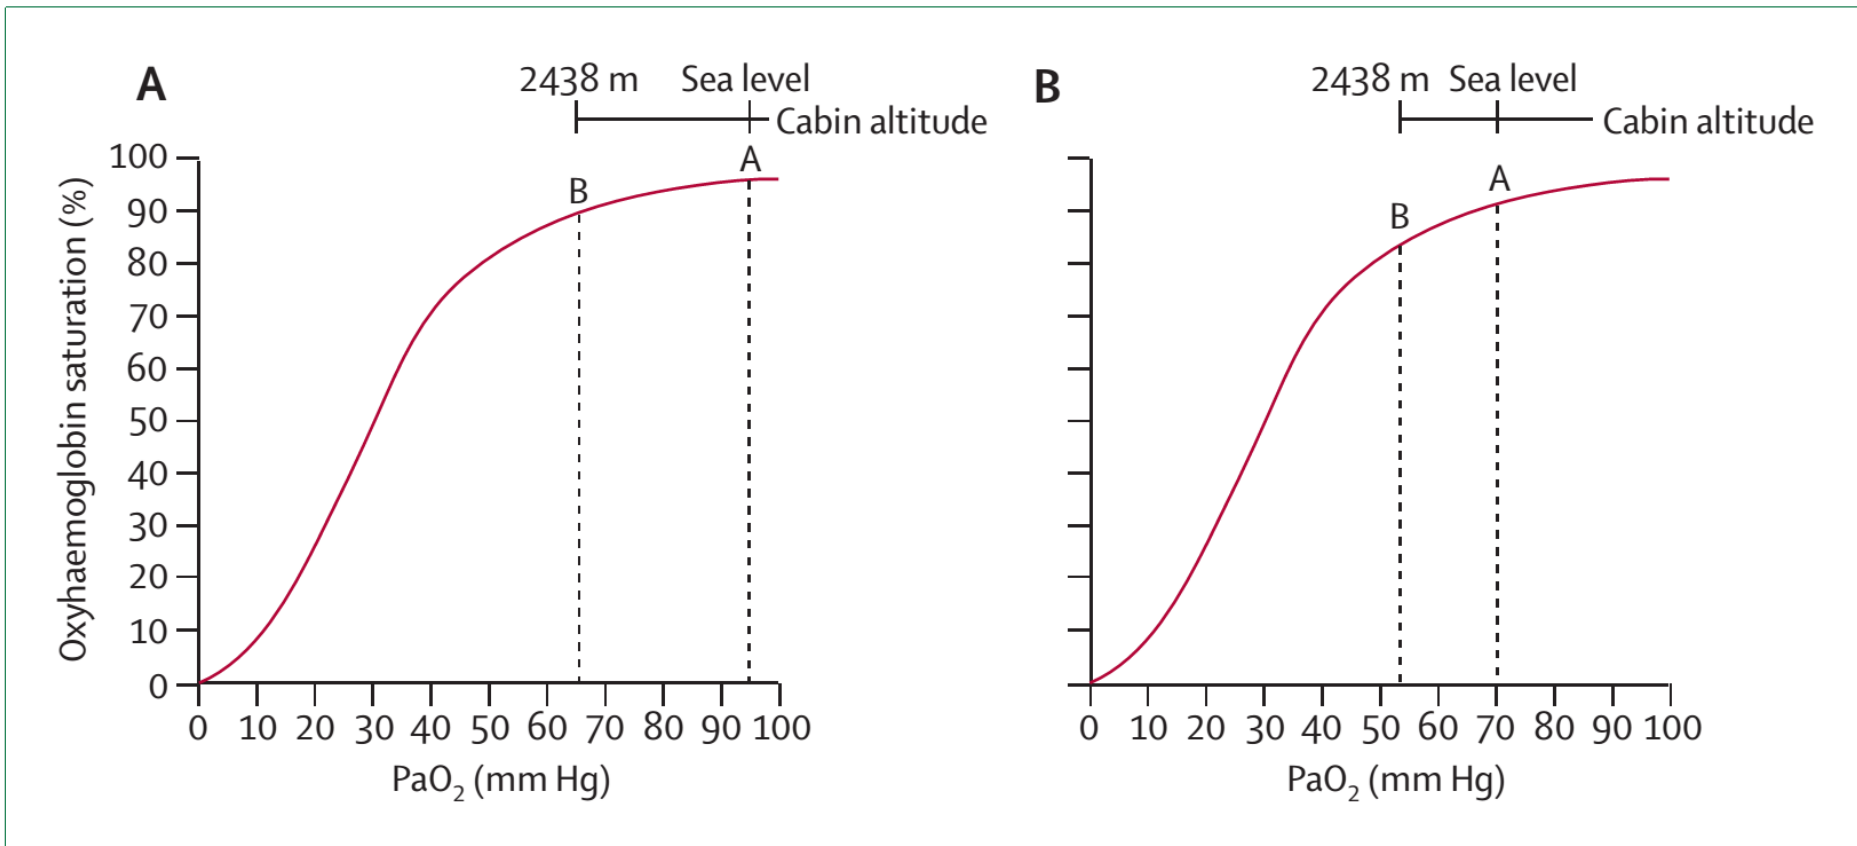 A
2438 m Sea level
Cabin altitude
A
B
100
90
80
70
60
50
40
30
20
10
0
Oxyhaemoglobin saturation (%)
0 10 20 30 40 50 60 70 80 90 100
PaO2 (mm Hg)
B
2438 m Sea level
Cabin altitude
A
B
0 10 20 30 40 50 60 70 80 90 100
PaO2 (mm Hg)